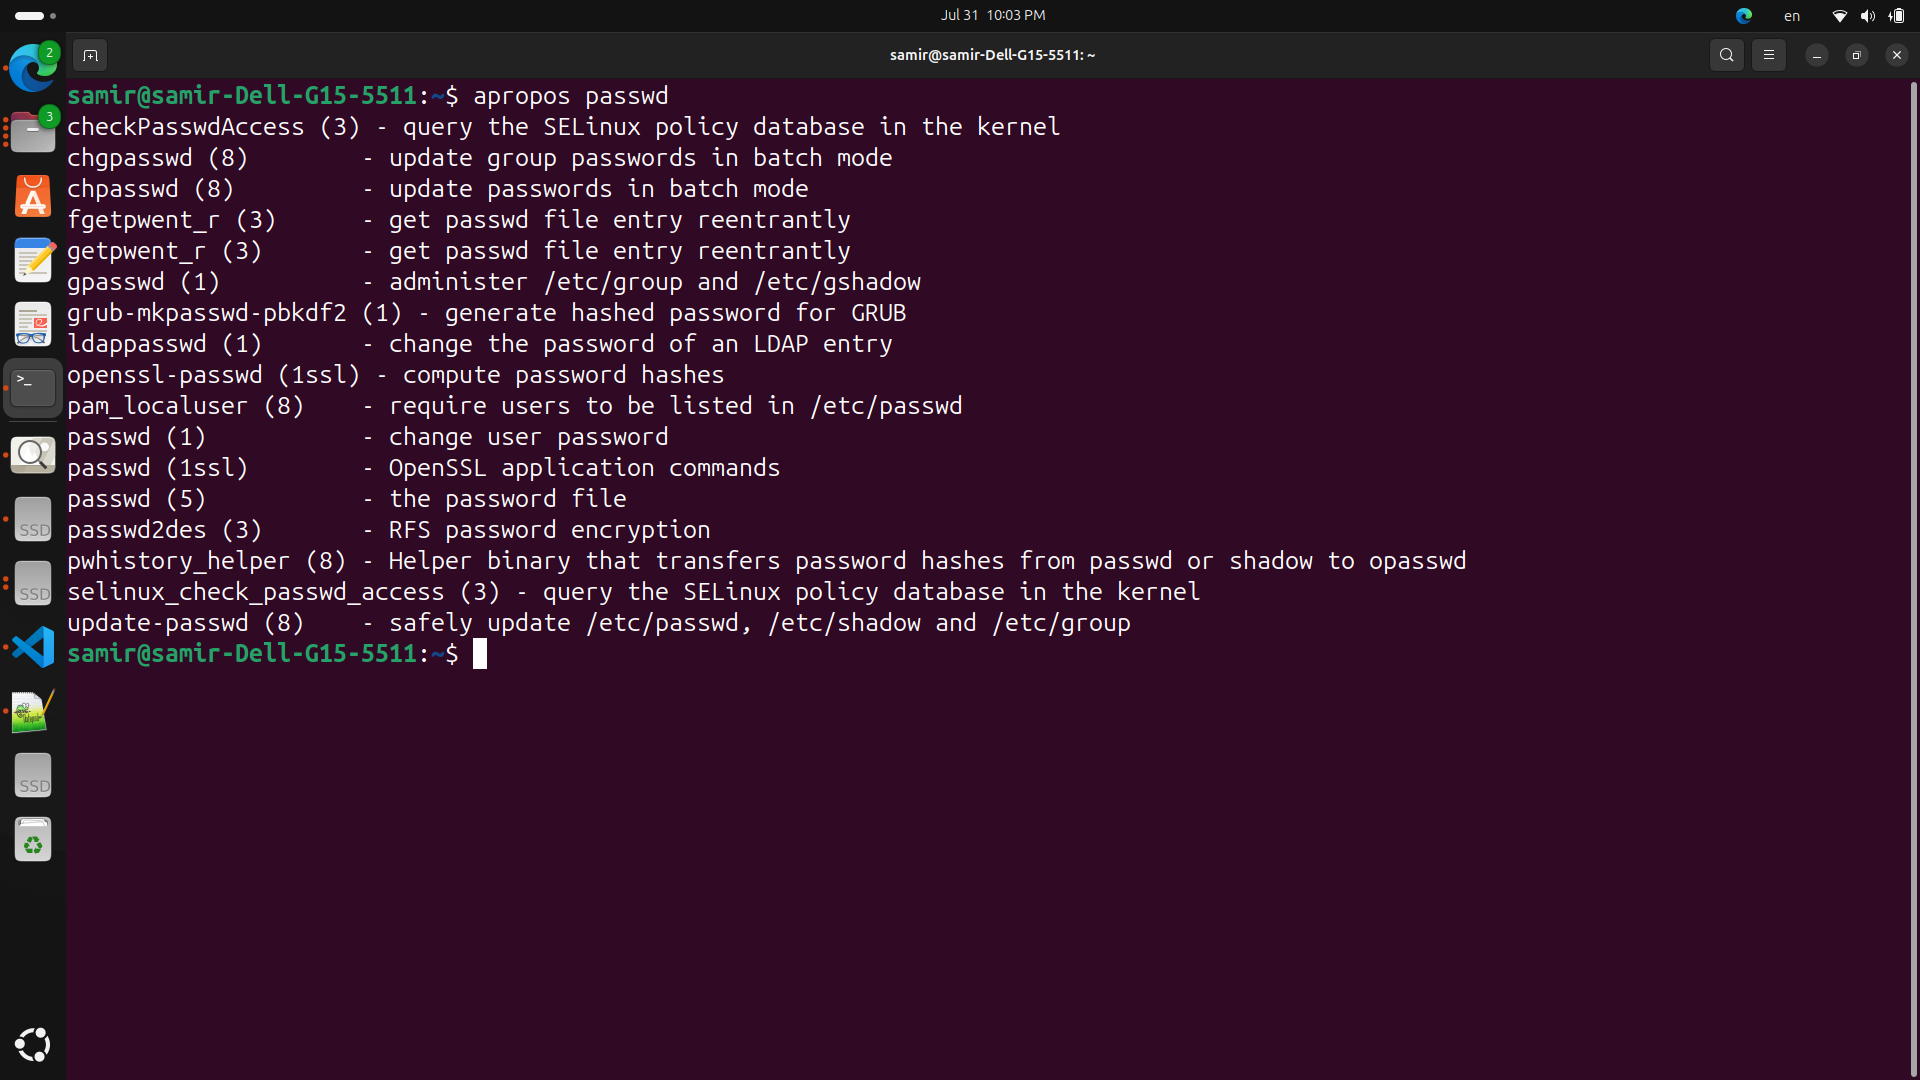 Jul 31 10:03 PM
en
samir@samir-Dell-G15-5511: ~
2
3
samir@samir-Dell-G15-5511:~$ apropos passwd
checkPasswdAccess (3) - query the SELinux policy database in the kernel
chgpasswd (8)        - update group passwords in batch mode
chpasswd (8)         - update passwords in batch mode
fgetpwent_r (3)      - get passwd file entry reentrantly
getpwent_r (3)       - get passwd file entry reentrantly
gpasswd (1)          - administer /etc/group and /etc/gshadow
grub-mkpasswd-pbkdf2 (1) - generate hashed password for GRUB
ldappasswd (1)       - change the password of an LDAP entry
openssl-passwd (1ssl) - compute password hashes
pam_localuser (8)    - require users to be listed in /etc/passwd
passwd (1)           - change user password
passwd (1ssl)        - OpenSSL application commands
passwd (5)           - the password file
passwd2des (3)       - RFS password encryption
pwhistory_helper (8) - Helper binary that transfers password hashes from passwd or shadow to opasswd
selinux_check_passwd_access (3) - query the SELinux policy database in the kernel
update-passwd (8)    - safely update /etc/passwd, /etc/shadow and /etc/group
samir@samir-Dell-G15-5511:~$
>_
SSD
SSD
SSD